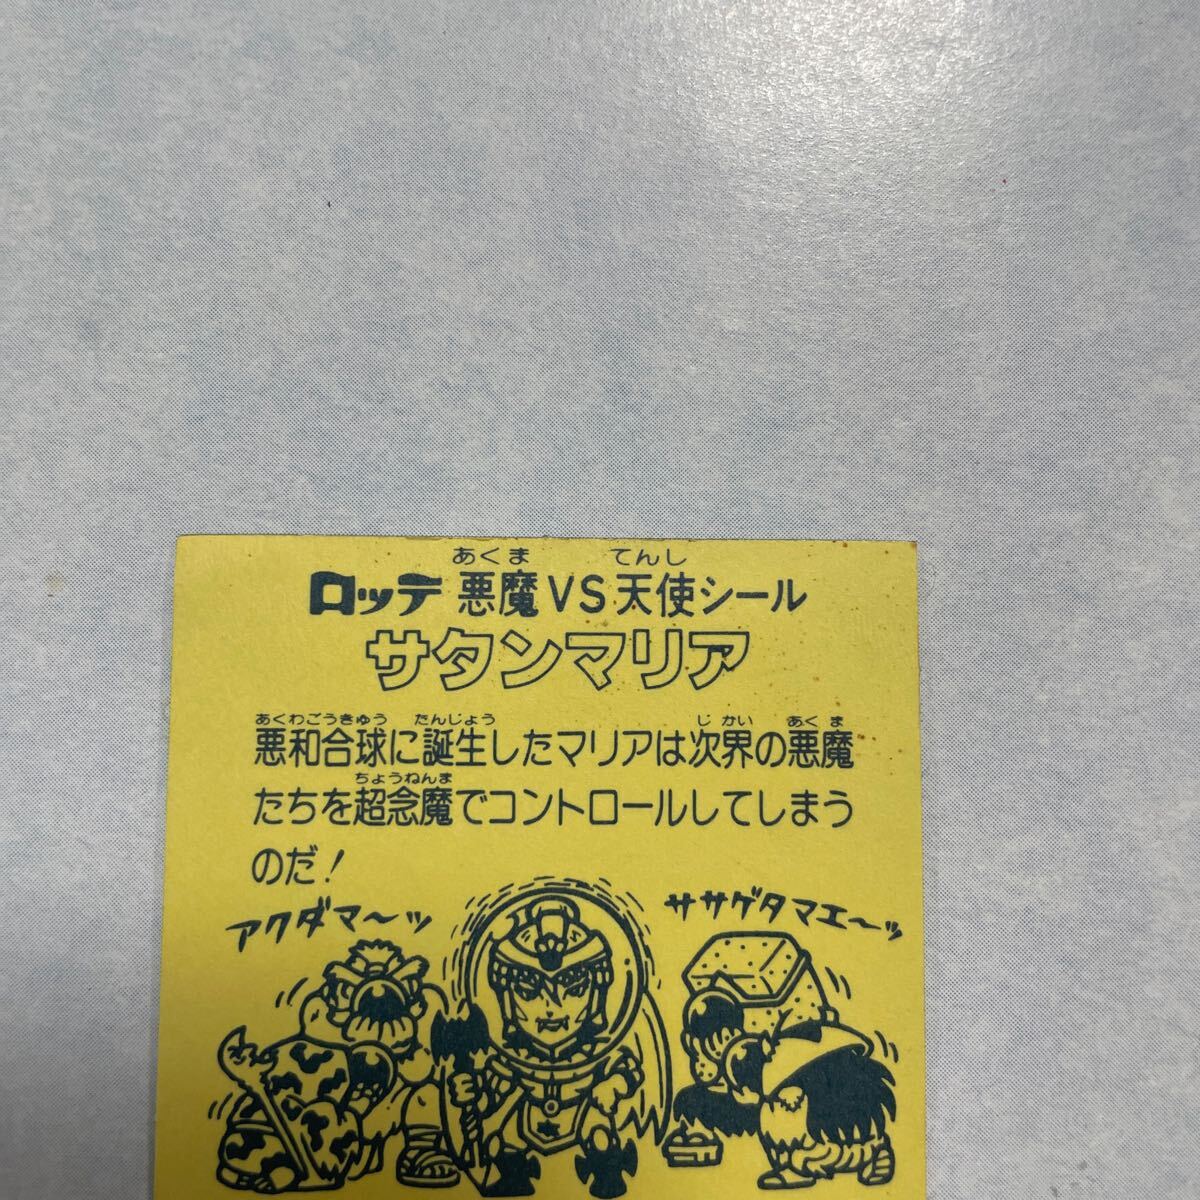 あくま てんし
ロッテ 悪魔VS天使シール
サタンマリア
あくわごうきゅう たんじょう じかい あくま
悪和合球に誕生したマリアは次界の悪魔
ちょうねんま
たちを超念魔でコントロールしてしまう
のだ！
アクダマ〜ッ
ササゲタマエ〜ッ